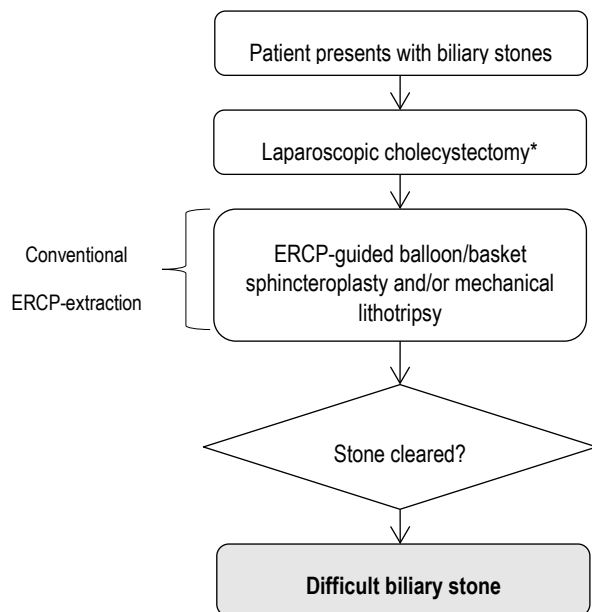 Patient presents with biliary stones
Laparoscopic cholecystectomy*
Conventional
ERCP-extraction
ERCP-guided balloon/basket
sphincteroplasty and/or mechanical
lithotripsy
Stone cleared?
Difficult biliary stone